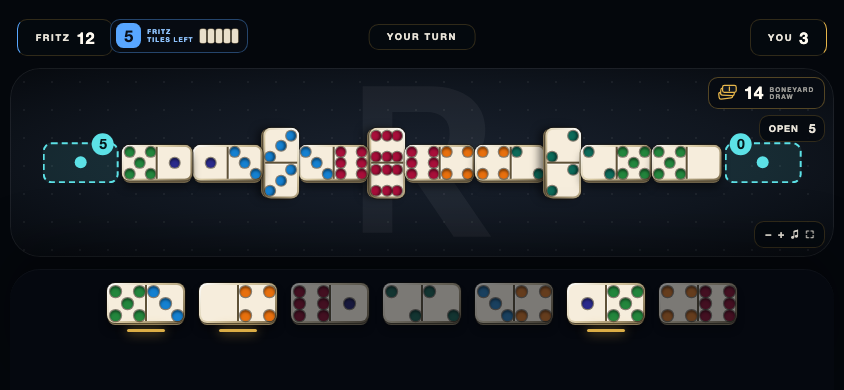 FRITZ 12
5 FRITZ TILES LEFT
YOUR TURN
YOU 3
14 BONEYARD DRAW
OPEN 5
5
0
R
− +